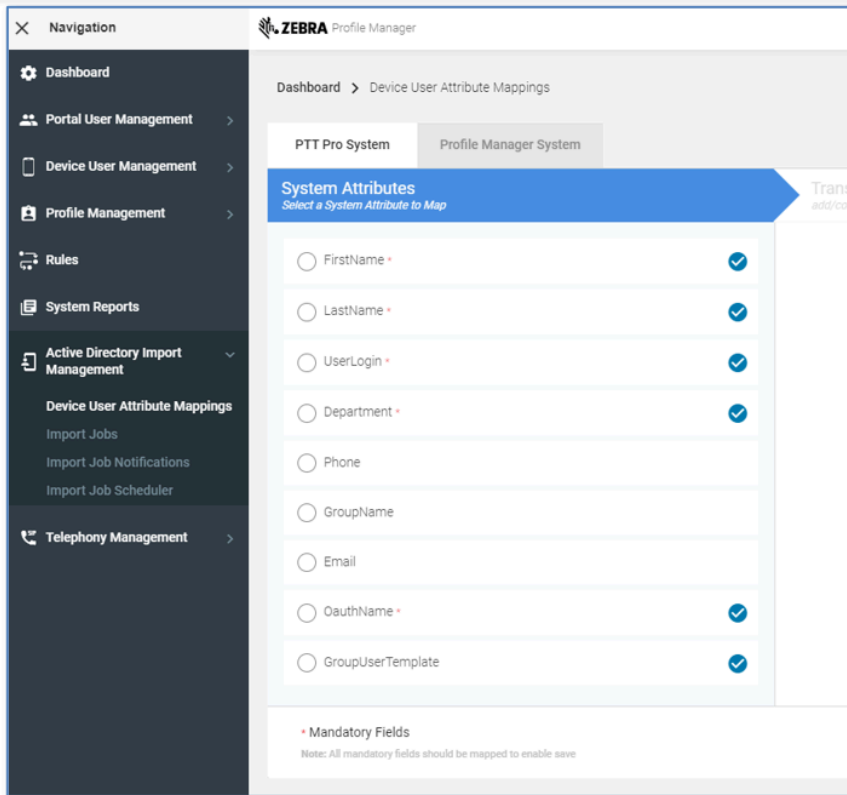 Navigation
ZEBRA Profile Manager
Dashboard
Portal User Management
Device User Management
Profile Management
Rules
System Reports
Active Directory Import
Management
Device User Attribute Mappings
Import Jobs
Import Job Notifications
Import Job Scheduler
Telephony Management
Dashboard > Device User Attribute Mappings
PTT Pro System
Profile Manager System
System Attributes
Select a System Attribute to Map
Trans
add/co
FirstName *
LastName *
UserLogin *
Department *
Phone
GroupName
Email
OauthName *
GroupUserTemplate
* Mandatory Fields
Note: All mandatory fields should be mapped to enable save